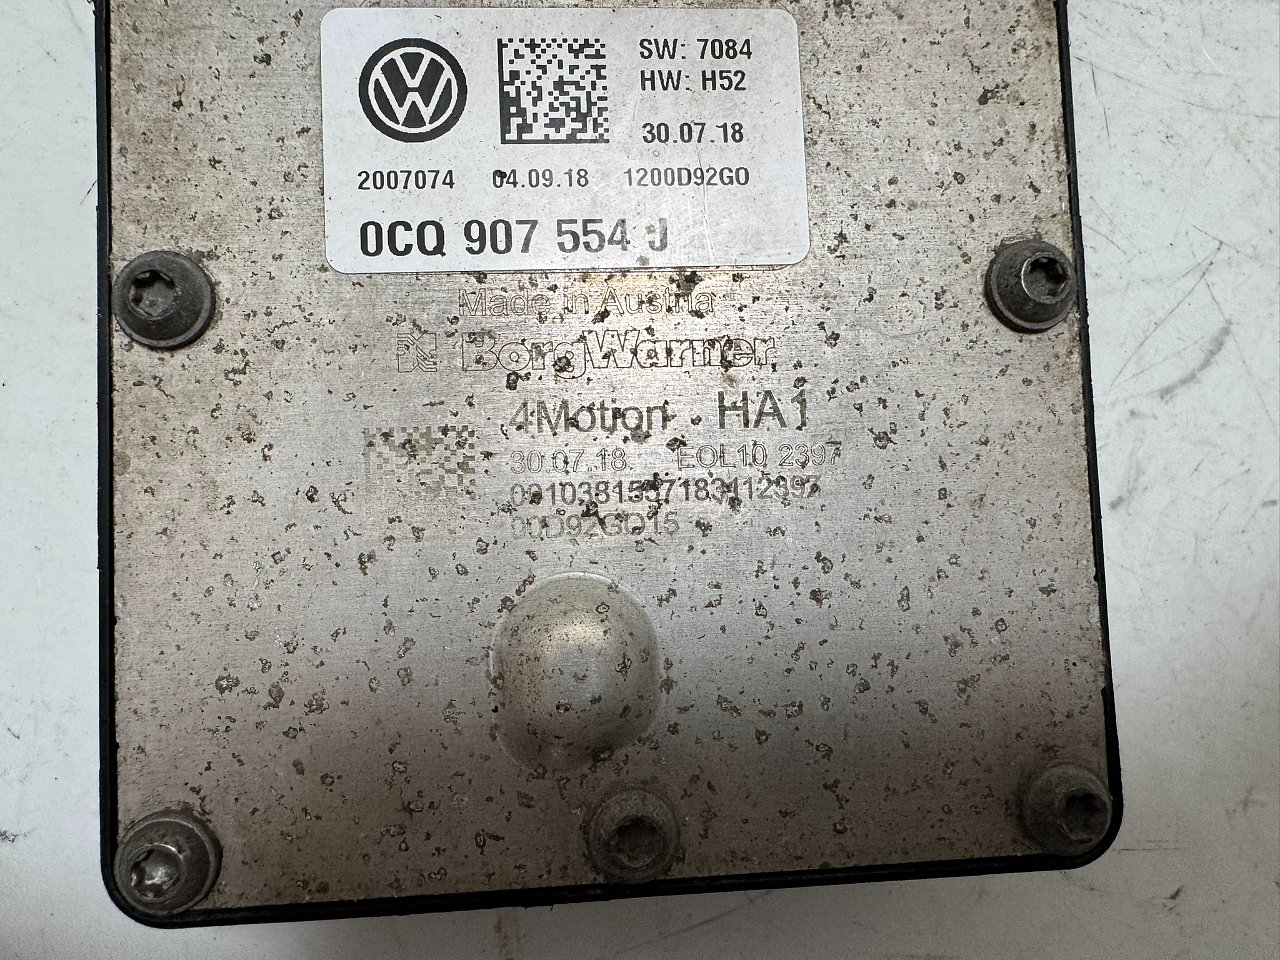 SW: 7084
HW: H52
30.07.18
2007074 04.09.18 1200D92GO
0CQ 907 554 J
Made in Austria
BorgWarner
4Motion HA1
30.07.18 EOL10 2397
00D92GO15